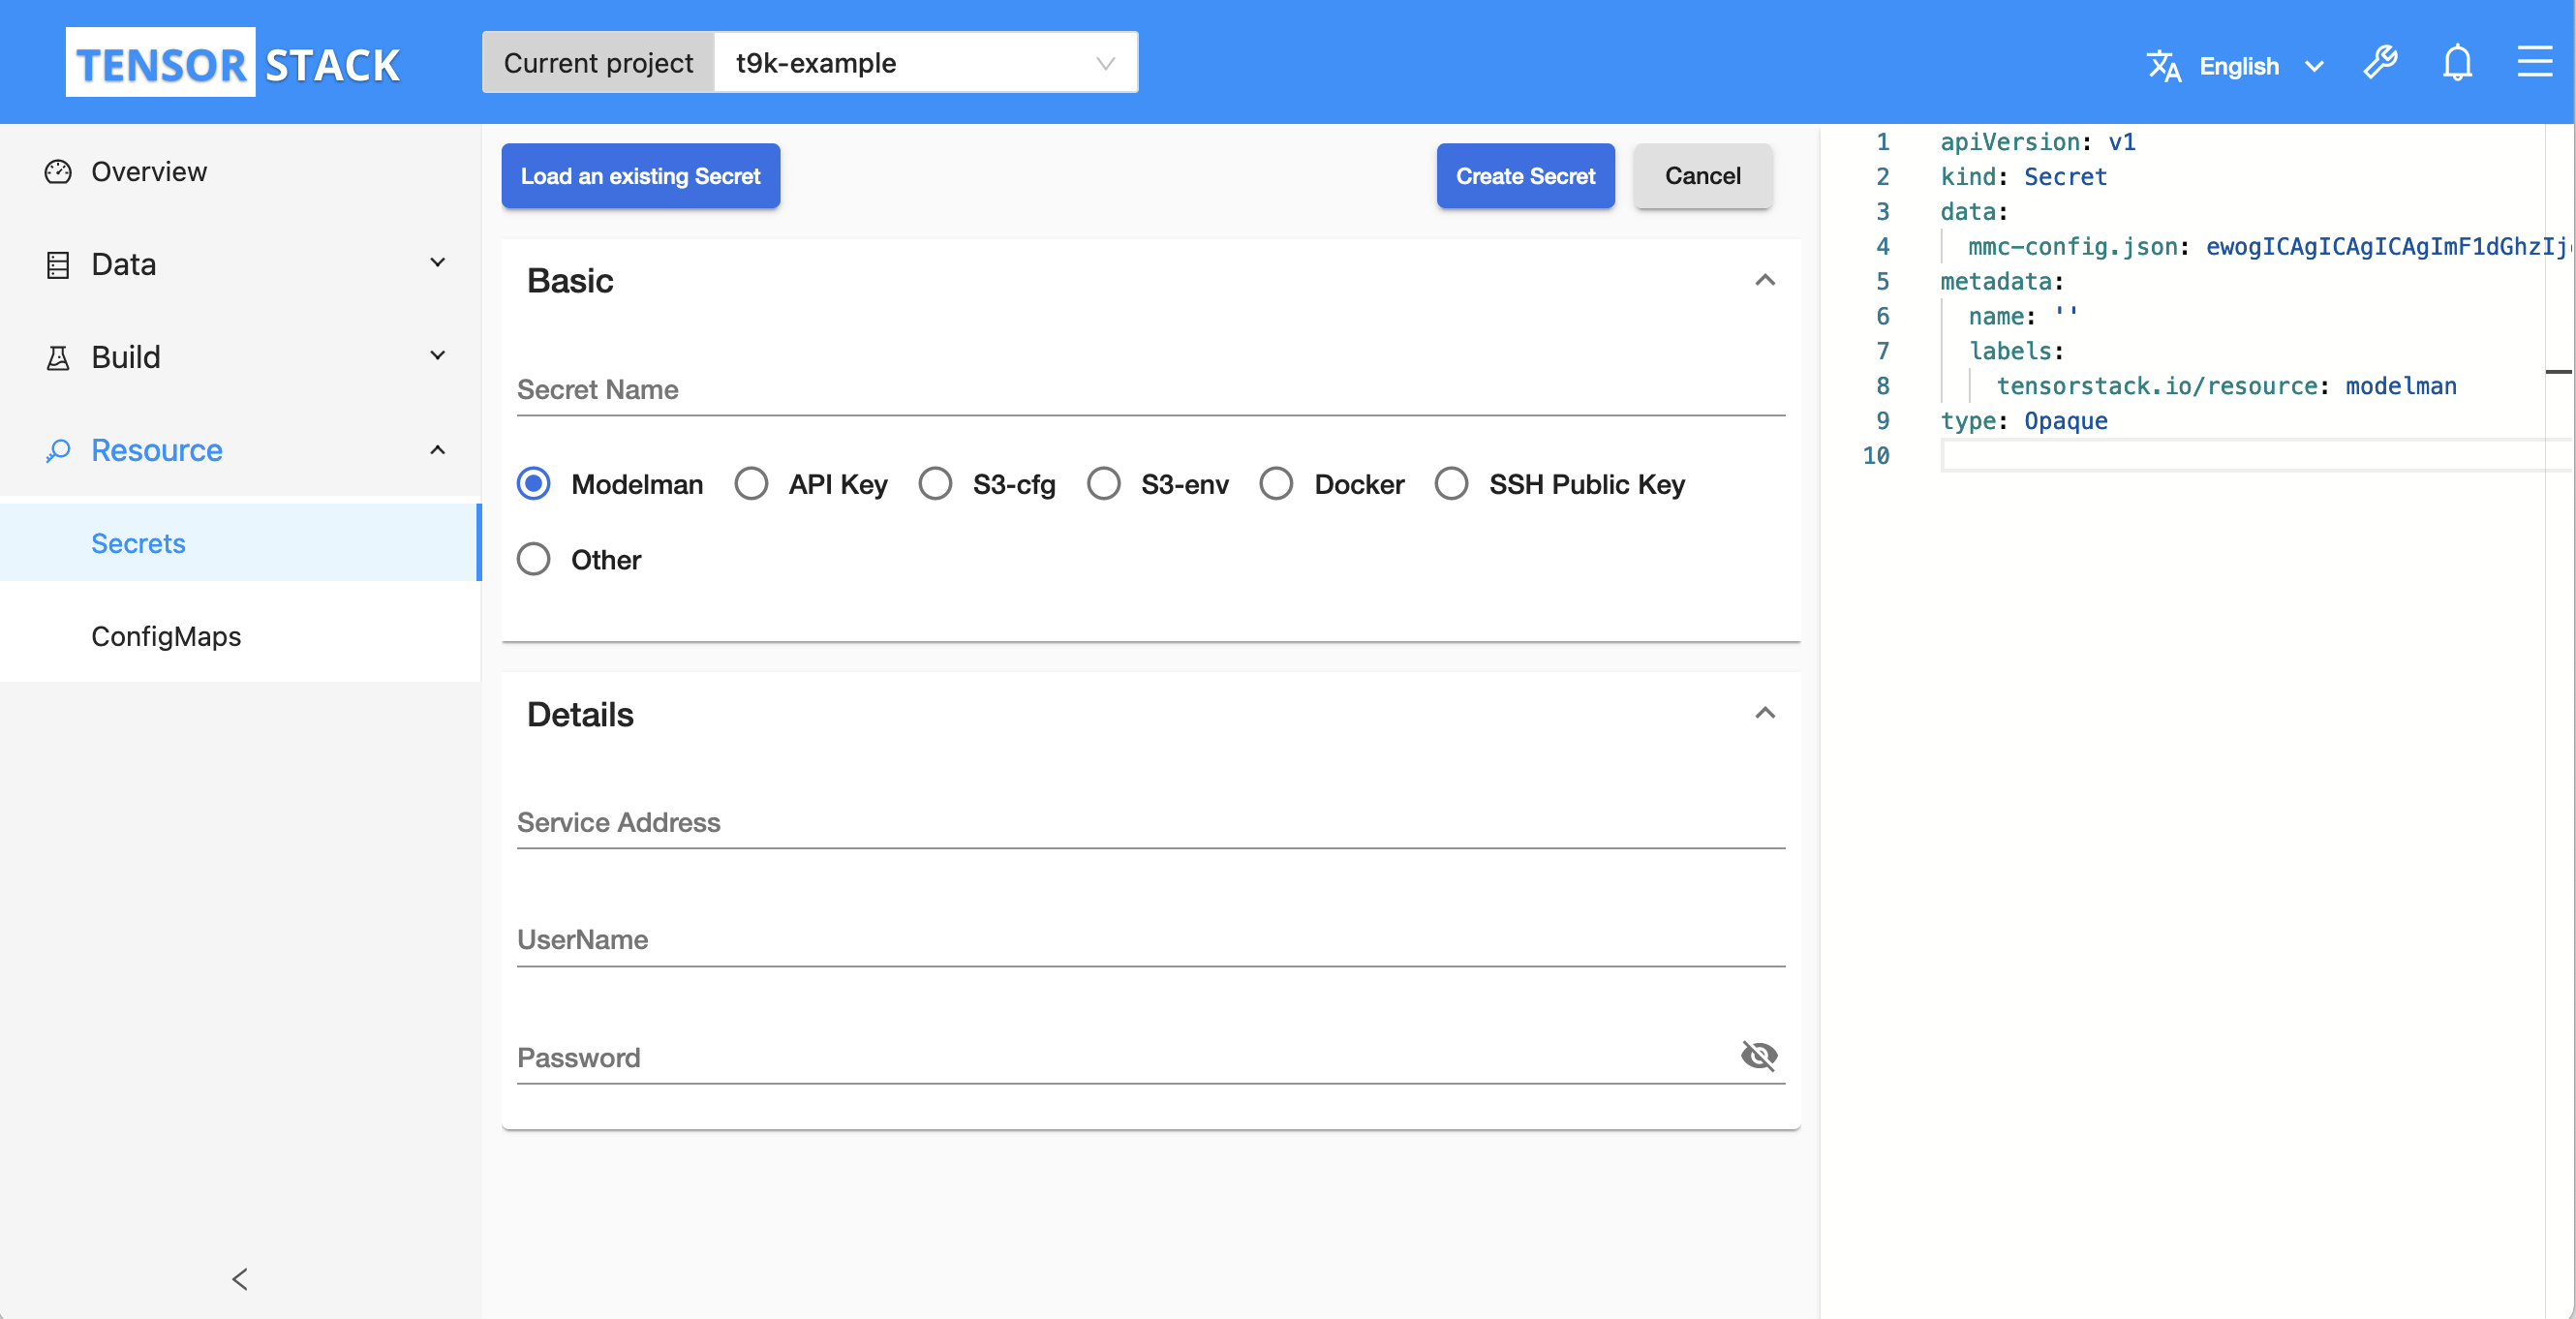 TENSOR STACK
Current project t9k-example
English
Overview
Data
Build
Resource
Secrets
ConfigMaps
Load an existing Secret
Create Secret
Cancel
Basic
Secret Name
Modelman API Key S3-cfg S3-env Docker SSH Public Key
Other
Details
Service Address
UserName
Password
1 apiVersion: v1
2 kind: Secret
3 data:
4 mmc-config.json: ewogICAgICAgICAgImF1dGhzIj
5 metadata:
6 name: ''
7 labels:
8 tensorstack.io/resource: modelman
9 type: Opaque
10